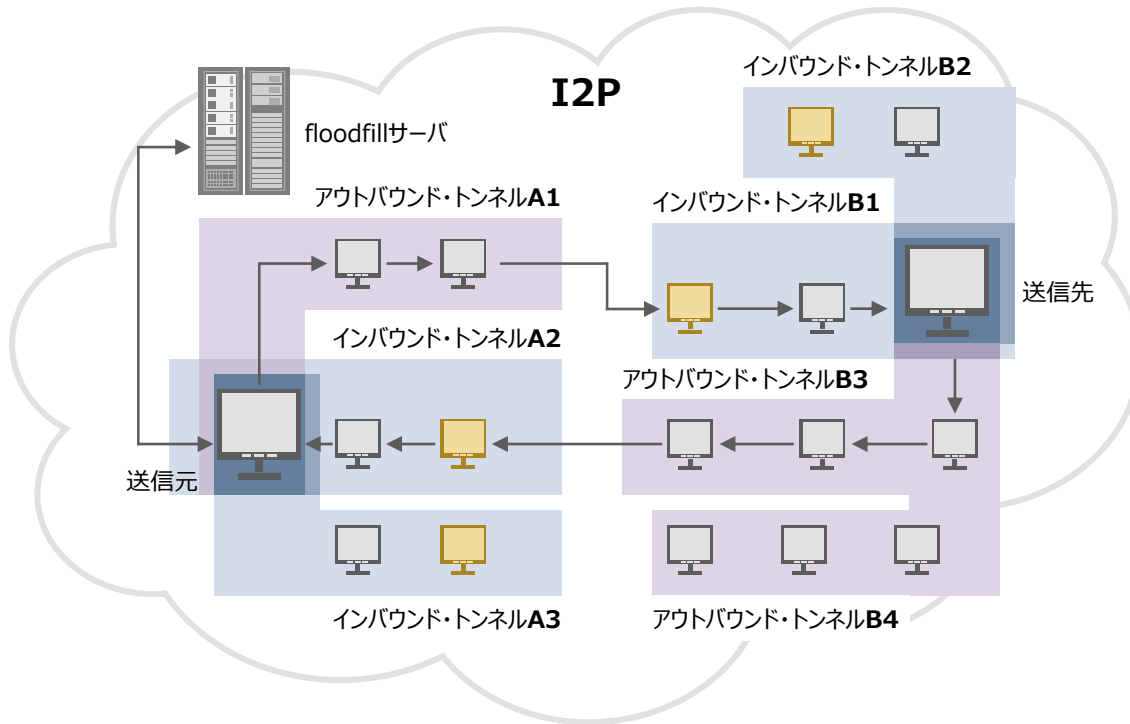 I2P
インバウンド・トンネルB2
floodfillサーバ
アウトバウンド・トンネルA1
インバウンド・トンネルB1
送信先
インバウンド・トンネルA2
アウトバウンド・トンネルB3
送信元
インバウンド・トンネルA3
アウトバウンド・トンネルB4